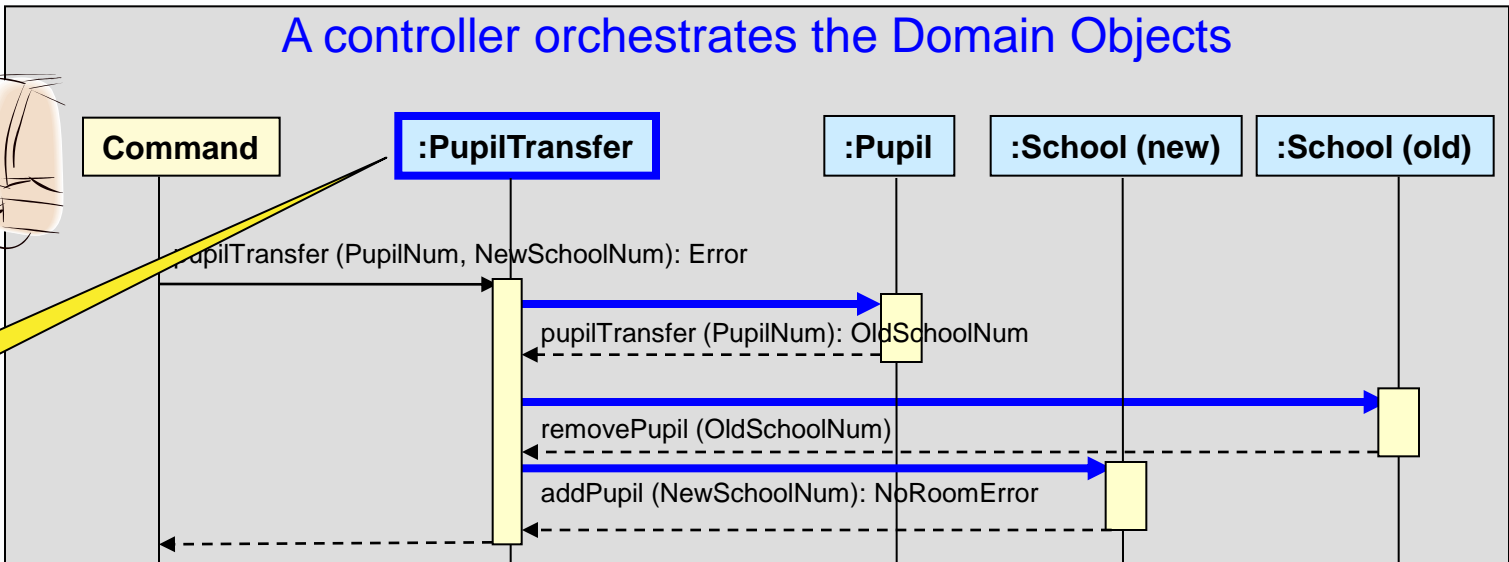 A controller orchestrates the Domain Objects
Command
:PupilTransfer
:Pupil
:School (new)
:School (old)
pupilTransfer (PupilNum, NewSchoolNum): Error
pupilTransfer (PupilNum): OldSchoolNum
removePupil (OldSchoolNum)
addPupil (NewSchoolNum): NoRoomError